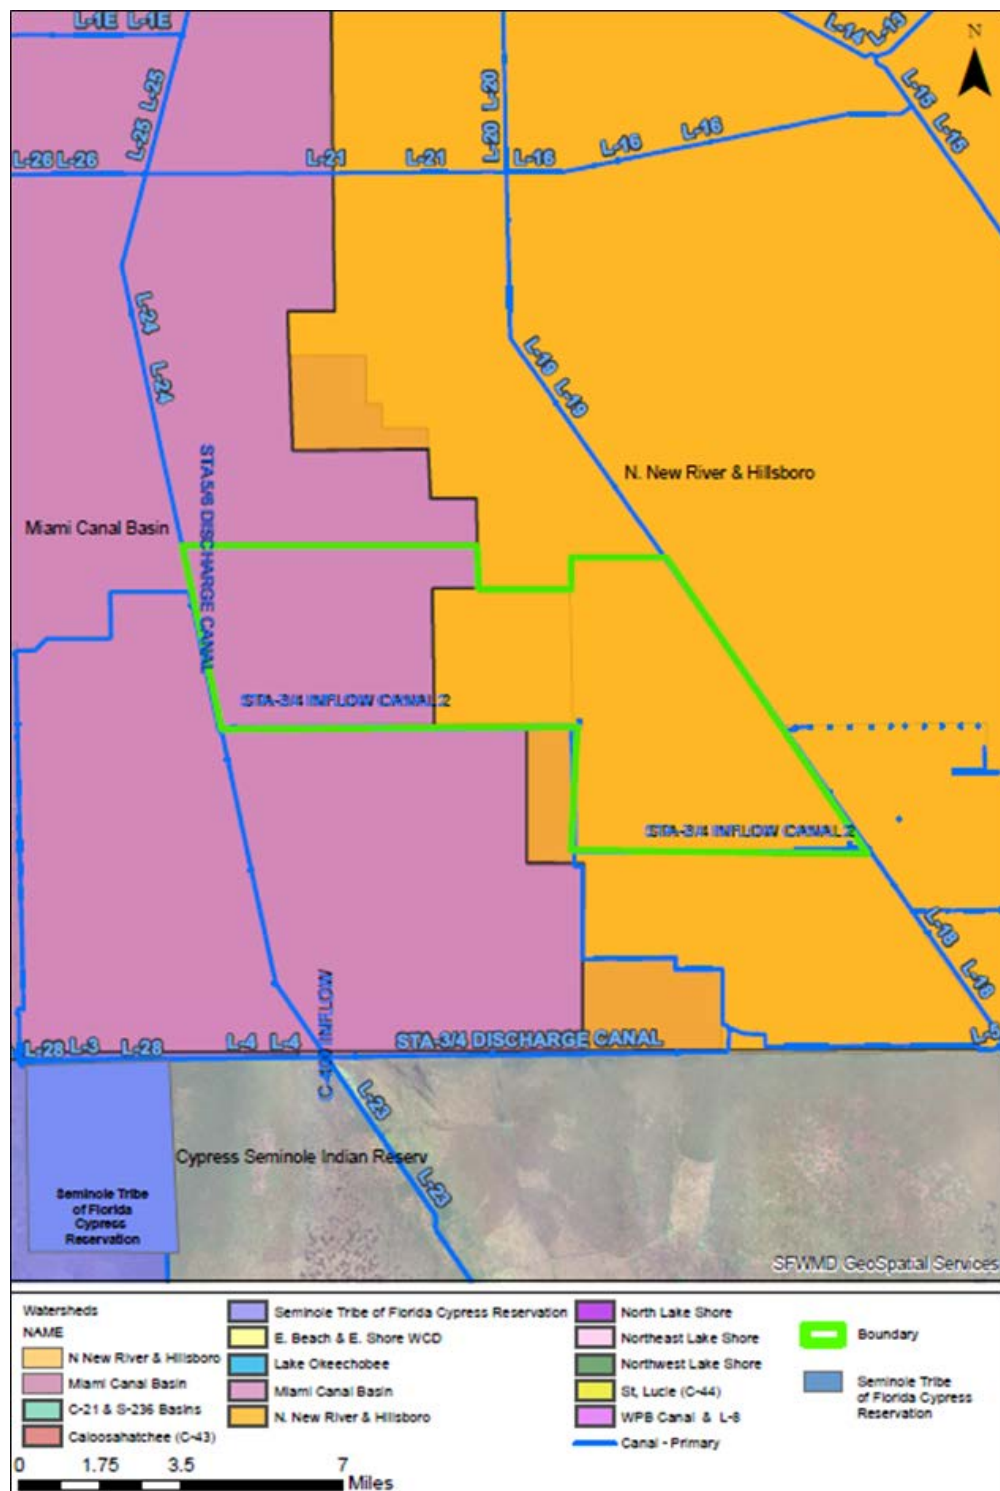 L-1E L-1E
L-14 L-13
N
L-25 L-25
L-20 L-20
L-15 L-15
L-26 L-26
L-21 L-21
L-16
L-16 L-16
L-24 L-24
L-19 L-19
N. New River & Hillsboro
Miami Canal Basin
STA5/6 DISCHARGE CANAL
STA-3/4 INFLOW CANAL 2
STA-3/4 INFLOW CANAL 2
L-18 L-18
L-5
L-28 L-3 L-28
L-4 L-4
INFLOW
STA-3/4 DISCHARGE CANAL
L-23
L-23
Cypress Seminole Indian Reserv
Seminole Tribe
of Florida
Cypress
Reservation
SFWMD GeoSpatial Services
Watersheds
NAME
N New River & Hillsboro
Miami Canal Basin
C-21 & S-236 Basins
Caloosahatchee (C-43)
Seminole Tribe of Florida Cypress Reservation
E. Beach & E. Shore WCD
Lake Okeechobee
Miami Canal Basin
N. New River & Hillsboro
North Lake Shore
Northeast Lake Shore
Northwest Lake Shore
St, Lucie (C-44)
WPB Canal & L-8
Canal - Primary
Boundary
Seminole Tribe
of Florida Cypress
Reservation
0 1.75 3.5 7
Miles